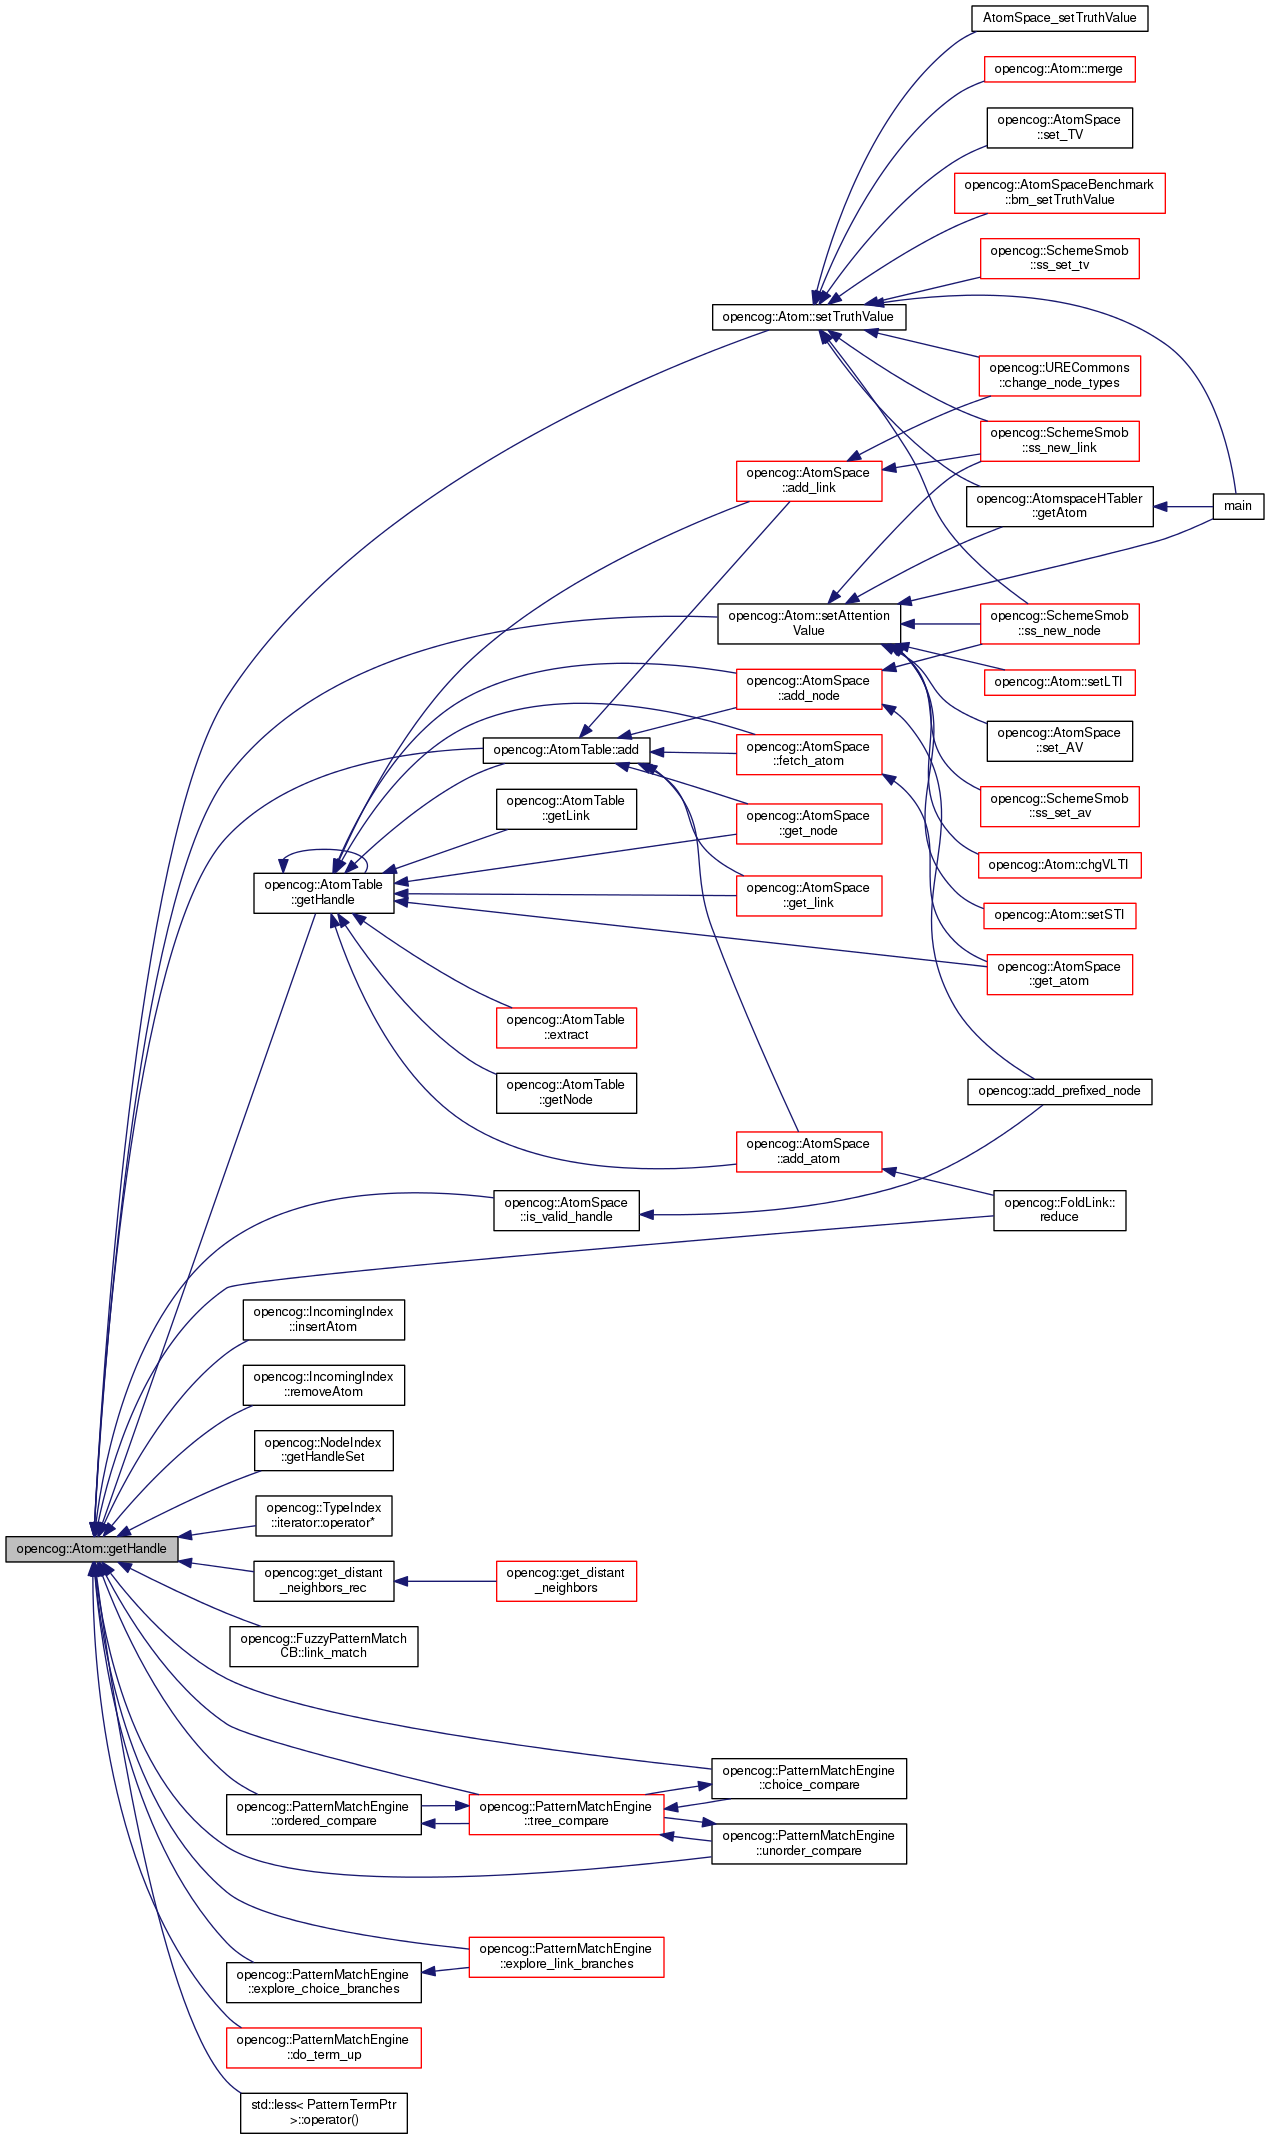 AtomSpace_setTruthValue
opencog::Atom::merge
opencog::AtomSpace
::set_TV
opencog::AtomSpaceBenchmark
::bm_setTruthValue
opencog::SchemeSmob
::ss_set_tv
opencog::Atom::setTruthValue
opencog::URECommons
::change_node_types
opencog::SchemeSmob
::ss_new_link
opencog::AtomSpace
::add_link
opencog::AtomspaceHTabler
::getAtom
main
opencog::Atom::setAttention
Value
opencog::SchemeSmob
::ss_new_node
opencog::AtomSpace
::add_node
opencog::Atom::setLTI
opencog::AtomSpace
::set_AV
opencog::AtomTable::add
opencog::AtomSpace
::fetch_atom
opencog::SchemeSmob
::ss_set_av
opencog::AtomTable
::getLink
opencog::AtomSpace
::get_node
opencog::Atom::chgVLTI
opencog::AtomTable
::getHandle
opencog::AtomSpace
::get_link
opencog::Atom::setSTI
opencog::AtomSpace
::get_atom
opencog::AtomTable
::extract
opencog::AtomTable
::getNode
opencog::add_prefixed_node
opencog::AtomSpace
::add_atom
opencog::AtomSpace
::is_valid_handle
opencog::FoldLink::
reduce
opencog::IncomingIndex
::insertAtom
opencog::IncomingIndex
::removeAtom
opencog::NodeIndex
::getHandleSet
opencog::TypeIndex
::iterator::operator*
opencog::Atom::getHandle
opencog::get_distant
_neighbors_rec
opencog::get_distant
_neighbors
opencog::FuzzyPatternMatch
CB::link_match
opencog::PatternMatchEngine
::choice_compare
opencog::PatternMatchEngine
::ordered_compare
opencog::PatternMatchEngine
::tree_compare
opencog::PatternMatchEngine
::unorder_compare
opencog::PatternMatchEngine
::explore_link_branches
opencog::PatternMatchEngine
::explore_choice_branches
opencog::PatternMatchEngine
::do_term_up
std::less< PatternTermPtr
>::operator()